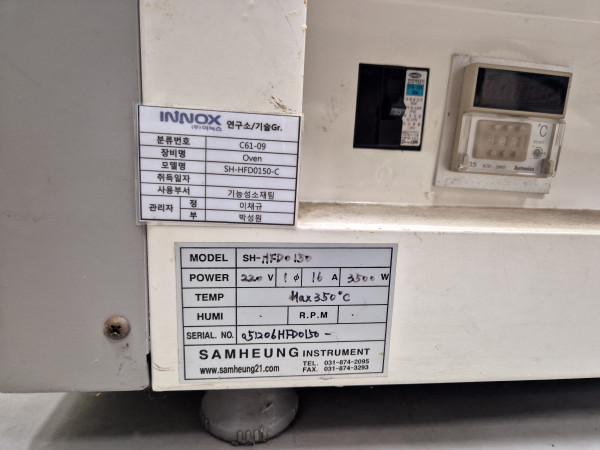 INNOX
(주)이녹스
연구소/기술Gr.
분류번호 C61-09
장비명 Oven
모델명 SH-HFD0150-C
취득일자
사용부서 기능성소재팀
관리자 정 이채규
부 박성원
MODEL SH-HFD0150
POWER 220 V 1 ϕ 16 A 3500 W
TEMP Max 350°C
HUMI · R.P.M ·
SERIAL NO. 051206HFD0150-
SAMHEUNG INSTRUMENT
www.samheung21.com
TEL. 031-874-2095
FAX. 031-874-3293
°C
Autonics